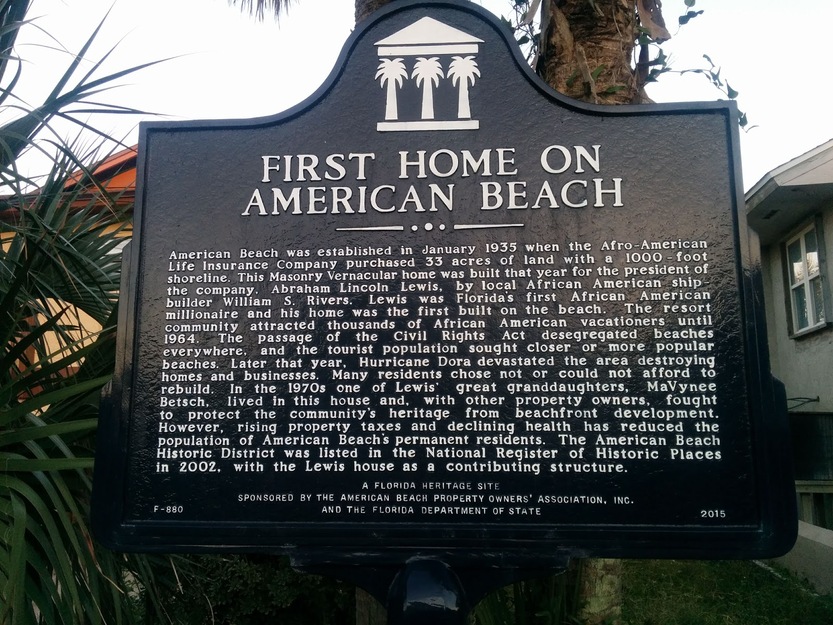 FIRST HOME ON
AMERICAN BEACH
American Beach was established in January 1935 when the Afro-American
Life Insurance Company purchased 33 acres of land with a 1000-foot
shoreline. This Masonry Vernacular home was built that year for the president of
the company, Abraham Lincoln Lewis, by local African American ship-
builder William S. Rivers. Lewis was Florida's first African American
millionaire and his home was the first built on the beach. The resort
community attracted thousands of African American vacationers until
1964. The passage of the Civil Rights Act desegregated beaches
everywhere, and the tourist population sought closer or more popular
beaches. Later that year, Hurricane Dora devastated the area destroying
homes and businesses. Many residents chose not or could not afford to
rebuild. In the 1970s one of Lewis' great granddaughters, MaVynee
Betsch, lived in this house and, with other property owners, fought
to protect the community's heritage from beachfront development.
However, rising property taxes and declining health has reduced the
population of American Beach's permanent residents. The American Beach
Historic District was listed in the National Register of Historic Places
in 2002, with the Lewis house as a contributing structure.
A FLORIDA HERITAGE SITE
SPONSORED BY THE AMERICAN BEACH PROPERTY OWNERS' ASSOCIATION, INC.
F-880 AND THE FLORIDA DEPARTMENT OF STATE 2015